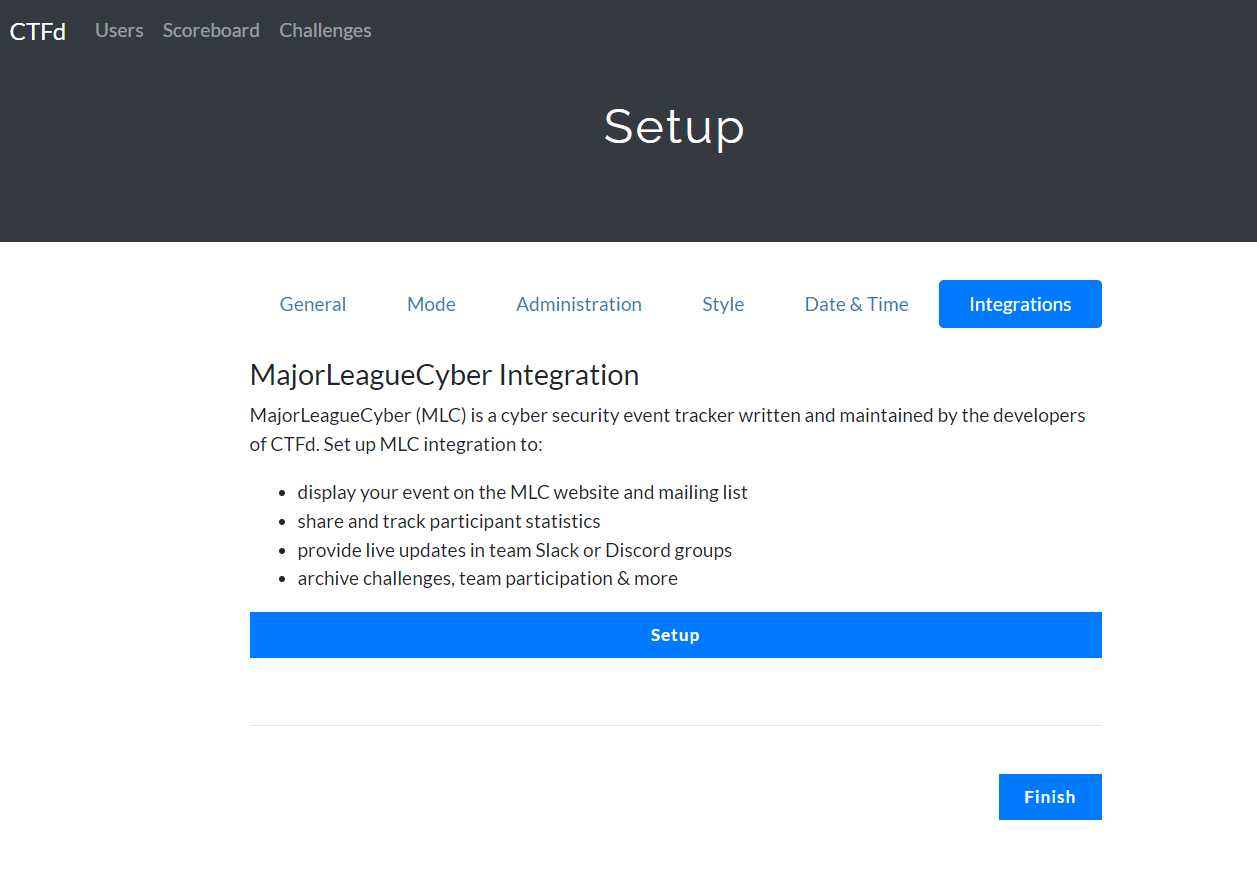 CTFd Users Scoreboard Challenges
Setup
General Mode Administration Style Date & Time Integrations
MajorLeagueCyber Integration
MajorLeagueCyber (MLC) is a cyber security event tracker written and maintained by the developers
of CTFd. Set up MLC integration to:
• display your event on the MLC website and mailing list
• share and track participant statistics
• provide live updates in team Slack or Discord groups
• archive challenges, team participation & more
Setup
Finish